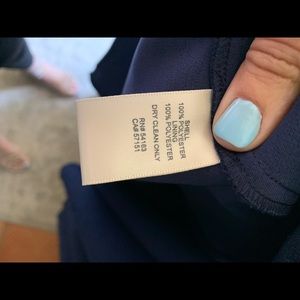 SHELL
100% POLYESTER
LINING
100% POLYESTER
DRY CLEAN ONLY
RN# 54163
CA# 57151